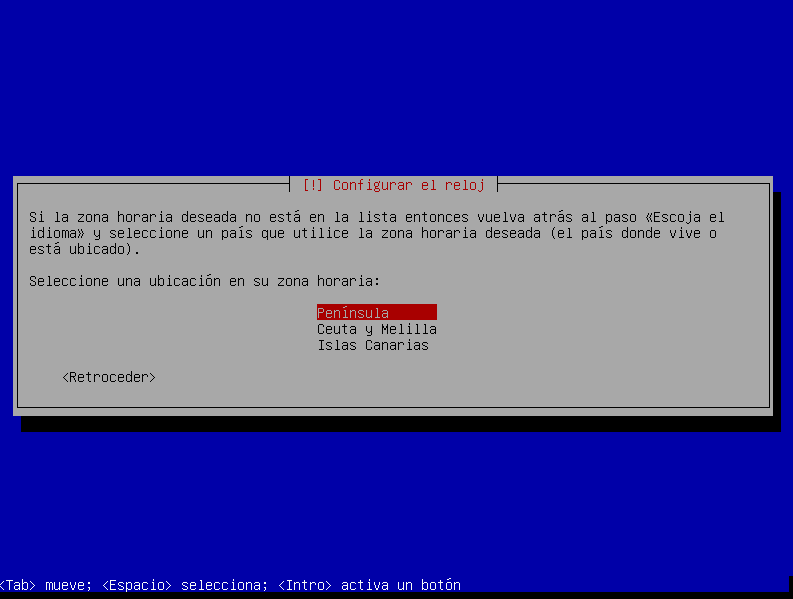 [!] Configurar el reloj
Si la zona horaria deseada no está en la lista entonces vuelva atrás al paso «Escoja el
idioma» y seleccione un país que utilice la zona horaria deseada (el país donde vive o
está ubicado).
Seleccione una ubicación en su zona horaria:
Península
Ceuta y Melilla
Islas Canarias
<Retroceder>
<Tab> mueve; <Espacio> selecciona; <Intro> activa un botón